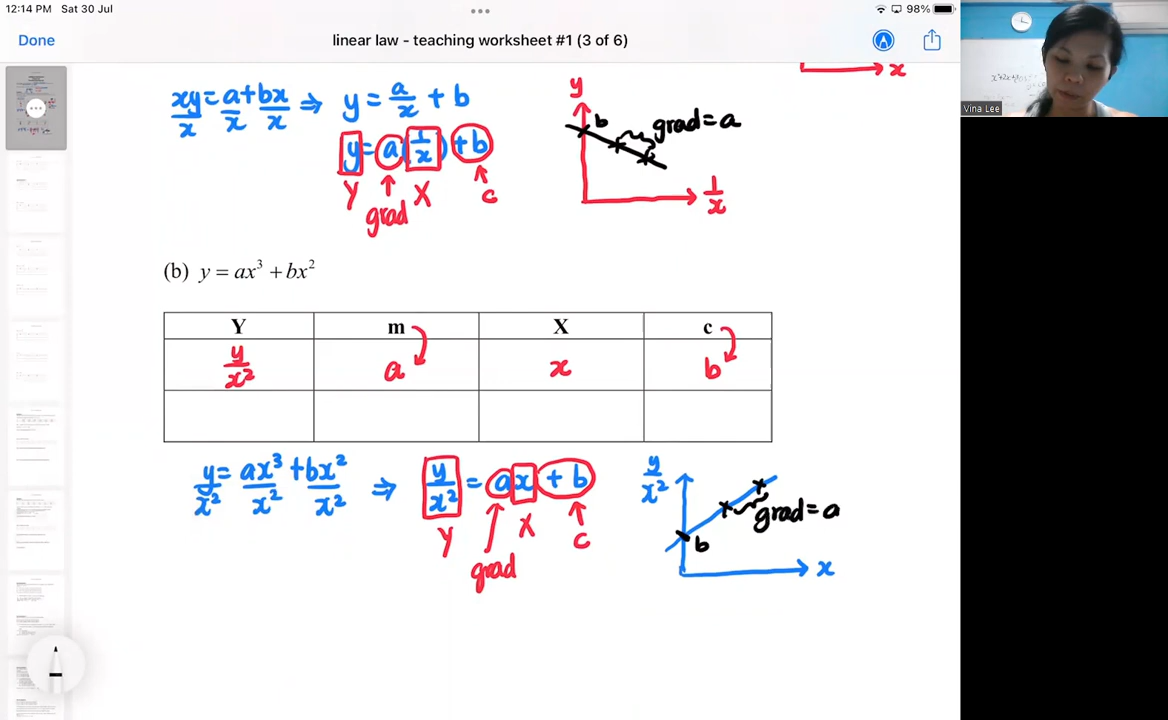 12:14 PM Sat 30 Jul
98%
Done
linear law - teaching worksheet #1 (3 of 6)
Vina Lee
x
xy/x = a/x + bx/x ⇒ y = a/x + b
y = a(1/x) + b
Y
grad
X
c
y
b
grad = a
1/x
(b) y = ax³ + bx²
Y m X c
y/x² a x b
y/x² = ax³/x² + bx²/x² ⇒ y/x² = ax + b
Y
grad
X
c
y/x²
b
grad = a
x